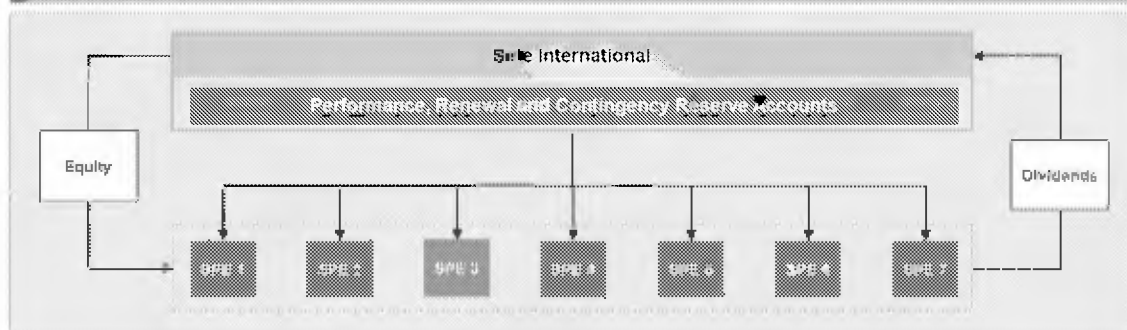 International
Performance, Renewal and Contingency Reserve Accounts
Equity
Dividends
SPE 1
SPE 2
SPE 3
SPE 4
SPE 5
SPE 6
SPE 7